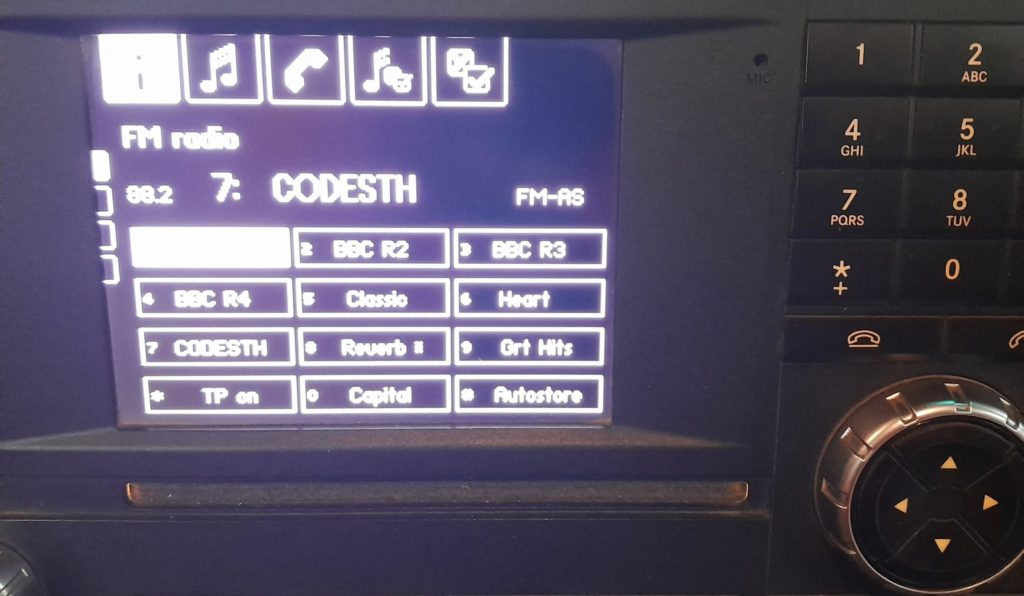 FM radio
88.2 7: CODESTH FM-AS
2 BBC R2 3 BBC R3
4 BBC R4 5 Classic 6 Heart
7 CODESTH 8 Reverb 9 Grt Hits
* TP on 0 Capital # Autostore
MIC
1 2
ABC
4 5
GHI JKL
7 8
PQRS TUV
* 0
+